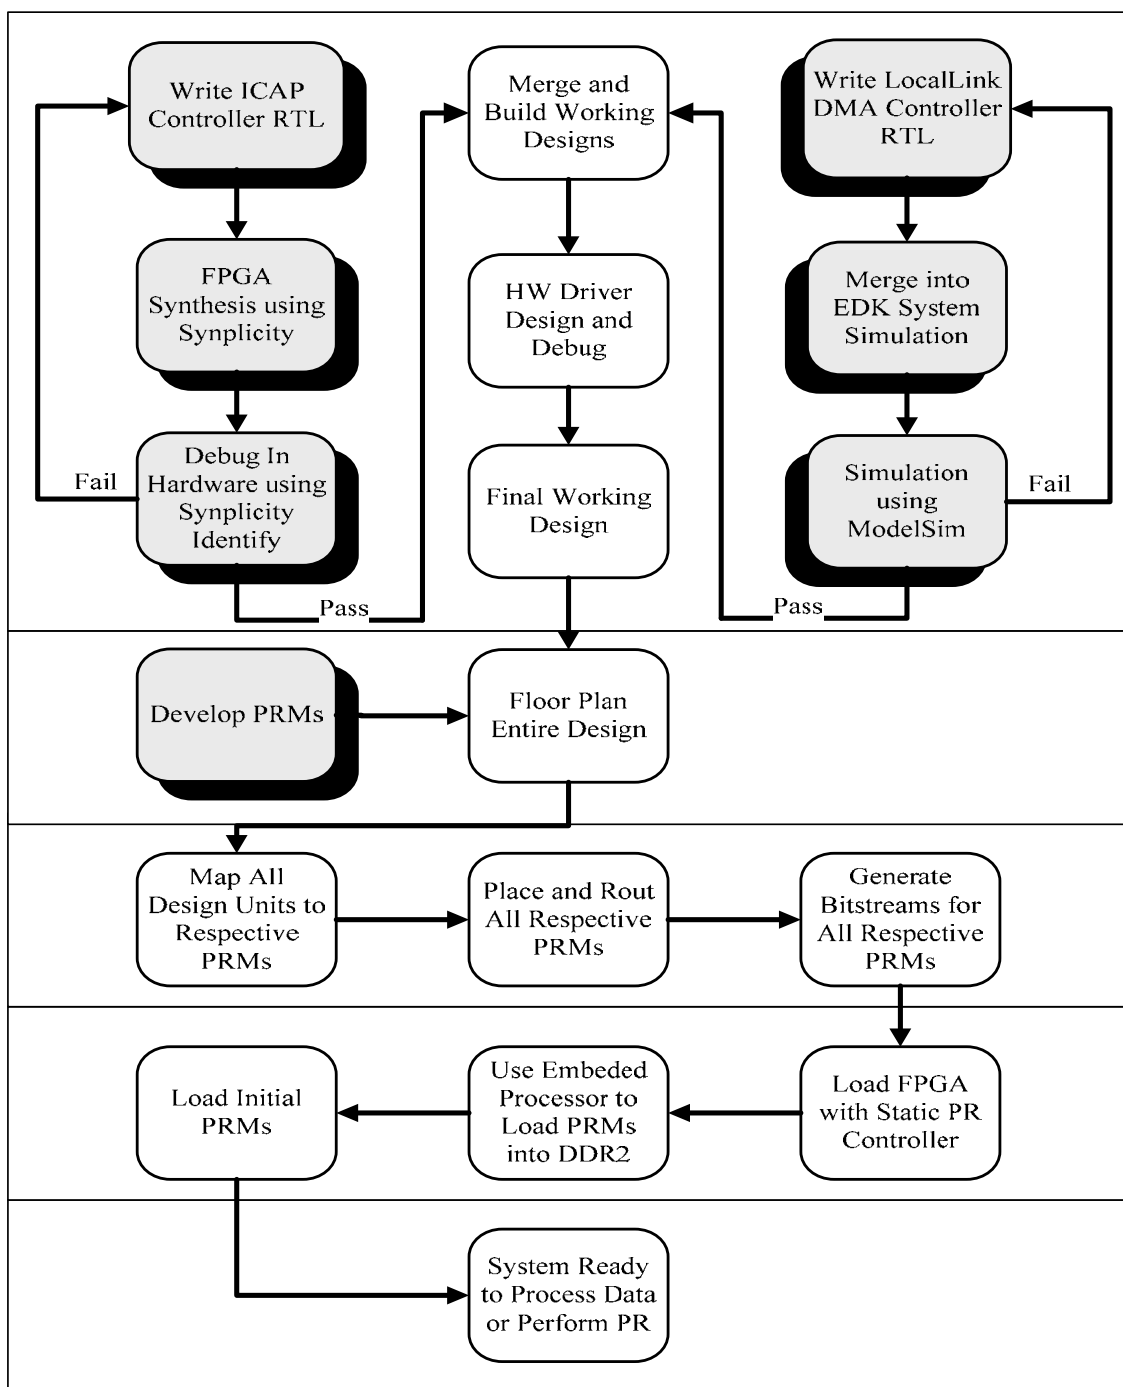 Write ICAP
Controller RTL
Merge and
Build Working
Designs
Write LocalLink
DMA Controller
RTL
FPGA
Synthesis using
Synplicity
HW Driver
Design and
Debug
Merge into
EDK System
Simulation
Fail
Debug In
Hardware using
Synplicity
Identify
Final Working
Design
Simulation
using
ModelSim
Fail
Pass
Pass
Develop PRMs
Floor Plan
Entire Design
Map All
Design Units to
Respective
PRMs
Place and Rout
All Respective
PRMs
Generate
Bitstreams for
All Respective
PRMs
Load Initial
PRMs
Use Embeded
Processor to
Load PRMs
into DDR2
Load FPGA
with Static PR
Controller
System Ready
to Process Data
or Perform PR